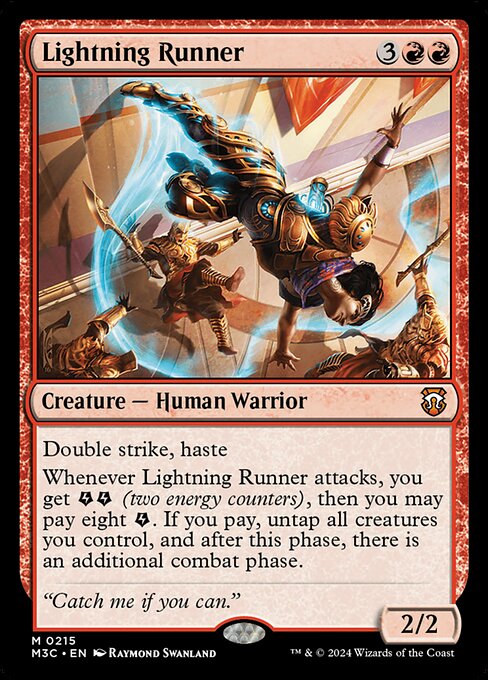 Lightning Runner 3
Creature — Human Warrior
Double strike, haste
Whenever Lightning Runner attacks, you
get (two energy counters), then you may
pay eight . If you pay, untap all creatures
you control, and after this phase, there is
an additional combat phase.
“Catch me if you can.”
2/2
M 0215
M3C • EN Raymond Swanland
™ & © 2024 Wizards of the Coast